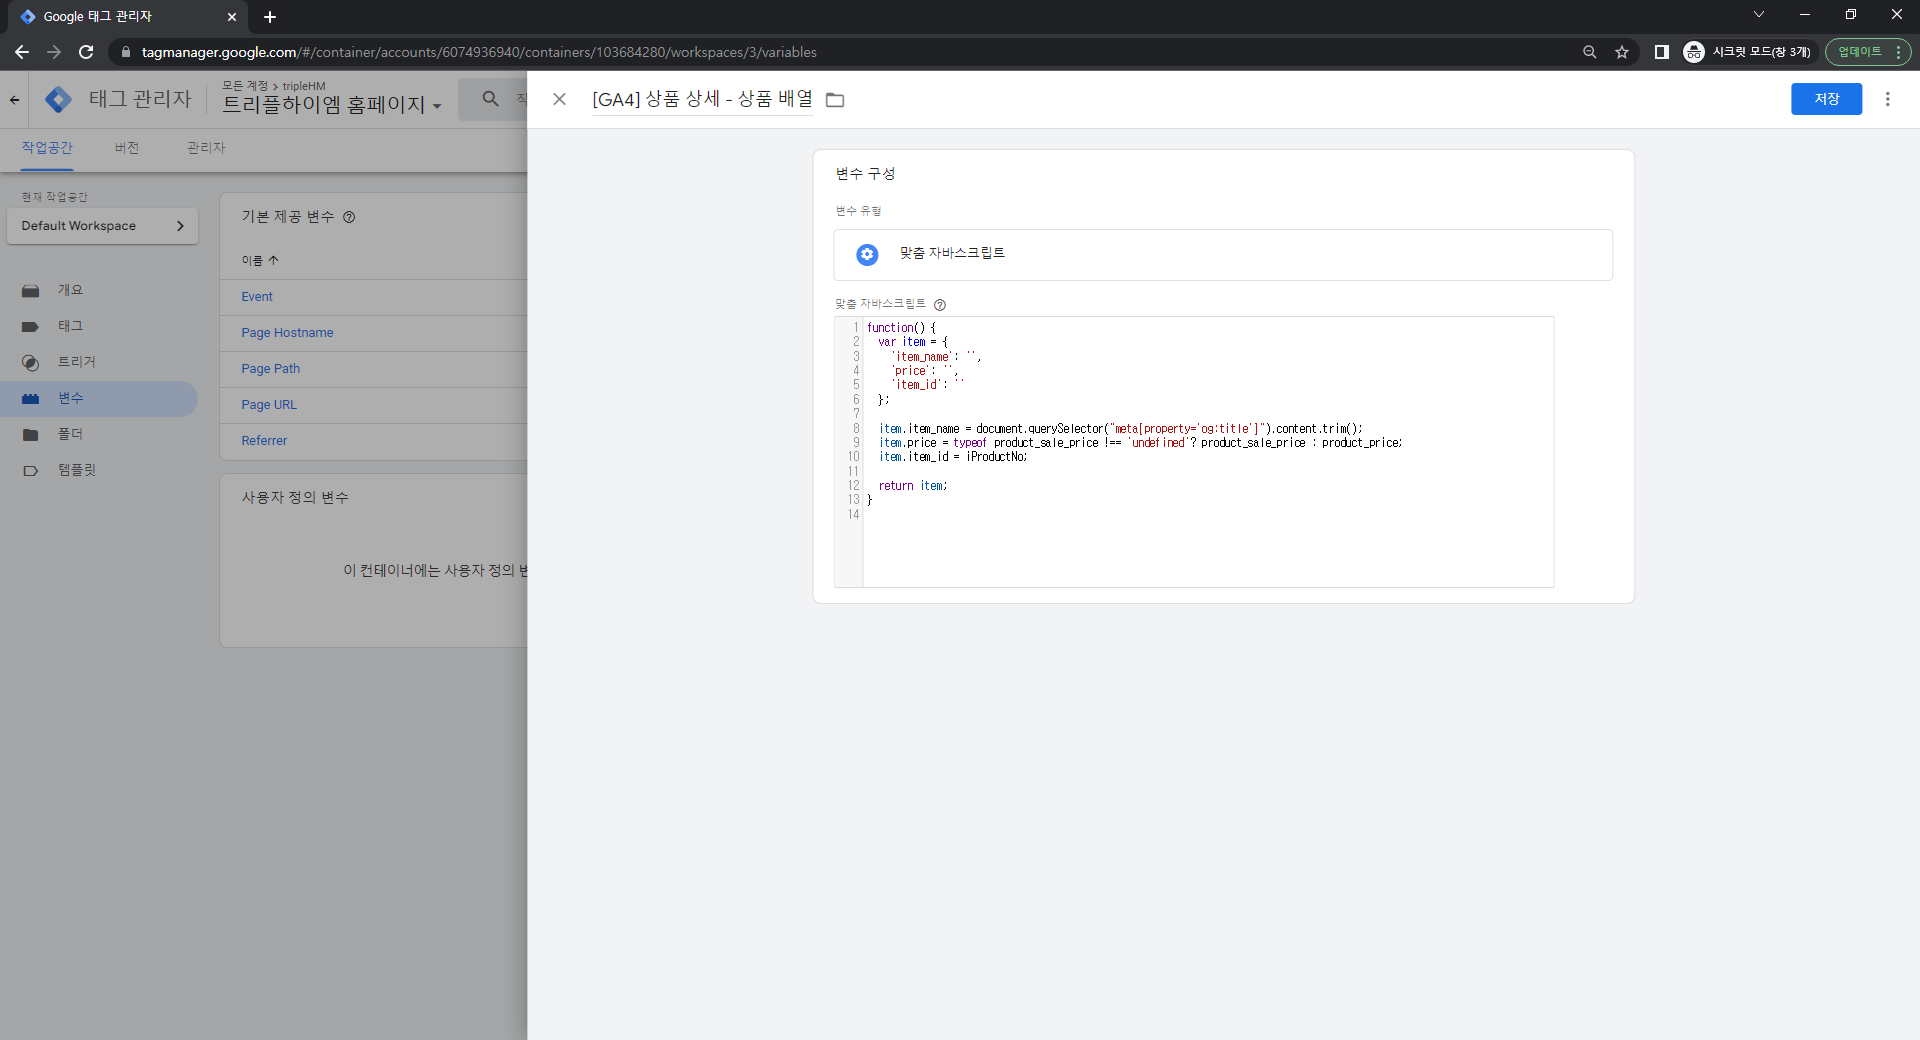 Google 태그 관리자
tagmanager.google.com/#/container/accounts/6074936940/containers/103684280/workspaces/3/variables
시크릿 모드(창 3개)
업데이트
태그 관리자
모든 계정 > tripleHM
트리플하이엠 홈페이지
작
[GA4] 상품 상세 - 상품 배열
저장
작업공간
버전
관리자
현재 작업공간
Default Workspace
개요
태그
트리거
변수
폴더
템플릿
기본 제공 변수
이름
Event
Page Hostname
Page Path
Page URL
Referrer
사용자 정의 변수
이 컨테이너에는 사용자 정의 변
변수 구성
변수 유형
맞춤 자바스크립트
맞춤 자바스크립트
1 function() {
2 var item = {
3 'item_name': '',
4 'price': '',
5 'item_id': ''
6 };
7
8 item.item_name = document.querySelector("meta[property='og:title']").content.trim();
9 item.price = typeof product_sale_price !== 'undefined'? product_sale_price : product_price;
10 item.item_id = iProductNo;
11
12 return item;
13 }
14